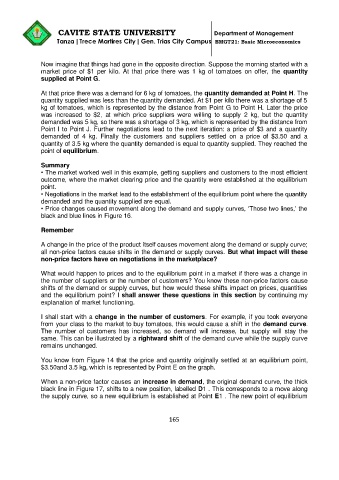 CAVITE STATE UNIVERSITY
Department of Management
Tanza | Trece Martires City | Gen. Trias City Campus
BMGT21: Basic Microeconomics
Now imagine that things had gone in the opposite direction. Suppose the morning started with a
market price of $1 per kilo. At that price there was 1 kg of tomatoes on offer, the quantity
supplied at Point G.
At that price there was a demand for 6 kg of tomatoes, the quantity demanded at Point H. The
quantity supplied was less than the quantity demanded. At $1 per kilo there was a shortage of 5
kg of tomatoes, which is represented by the distance from Point G to Point H. Later the price
was increased to $2, at which price suppliers were willing to supply 2 kg, but the quantity
demanded was 5 kg, so there was a shortage of 3 kg, which is represented by the distance from
Point I to Point J. Further negotiations lead to the next iteration: a price of $3 and a quantity
demanded of 4 kg. Finally the customers and suppliers settled on a price of $3.50 and a
quantity of 3.5 kg where the quantity demanded is equal to quantity supplied. They reached the
point of equilibrium.
Summary
• The market worked well in this example, getting suppliers and customers to the most efficient
outcome, where the market clearing price and the quantity were established at the equilibrium
point.
• Negotiations in the market lead to the establishment of the equilibrium point where the quantity
demanded and the quantity supplied are equal.
• Price changes caused movement along the demand and supply curves, 'Those two lines,' the
black and blue lines in Figure 16.
Remember
A change in the price of the product itself causes movement along the demand or supply curve;
all non-price factors cause shifts in the demand or supply curves. But what Impact will these
non-price factors have on negotiations in the marketplace?
What would happen to prices and to the equilibrium point in a market if there was a change in
the number of suppliers or the number of customers? You know these non-price factors cause
shifts of the demand or supply curves, but how would these shifts impact on prices, quantities
and the equilibrium point? I shall answer these questions in this section by continuing my
explanation of market functioning.
I shall start with a change in the number of customers. For example, if you took everyone
from your class to the market to buy tomatoes, this would cause a shift in the demand curve.
The number of customers has increased, so demand will increase, but supply will stay the
same. This can be illustrated by a rightward shift of the demand curve while the supply curve
remains unchanged.
You know from Figure 14 that the price and quantity originally settled at an equilibrium point,
$3.50and 3.5 kg, which is represented by Point E on the graph.
When a non-price factor causes an increase in demand, the original demand curve, the thick
black line in Figure 17, shifts to a new position, labelled D1 . This corresponds to a move along
the supply curve, so a new equilibrium is established at Point E1 . The new point of equilibrium
165